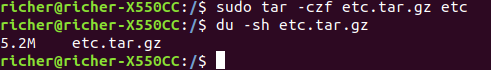 richer@richer-X550CC:/$ sudo tar -czf etc.tar.gz etc
richer@richer-X550CC:/$ du -sh etc.tar.gz
5.2M    etc.tar.gz
richer@richer-X550CC:/$